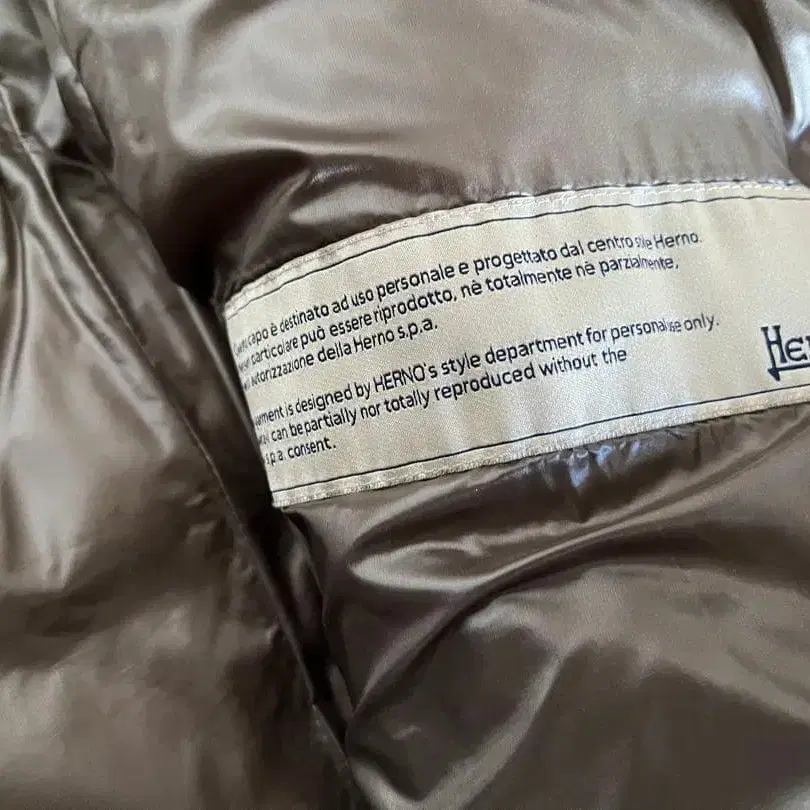 capo è destinato ad uso personale e progettato dal centro stile Herno.
particolare può essere riprodotto, nè totalmente nè parzialmente,
autorizzazione della Herno s.p.a.
garment is designed by HERNO's style department for personal use only.
can be partially nor totally reproduced without the
s.p.a. consent.
He